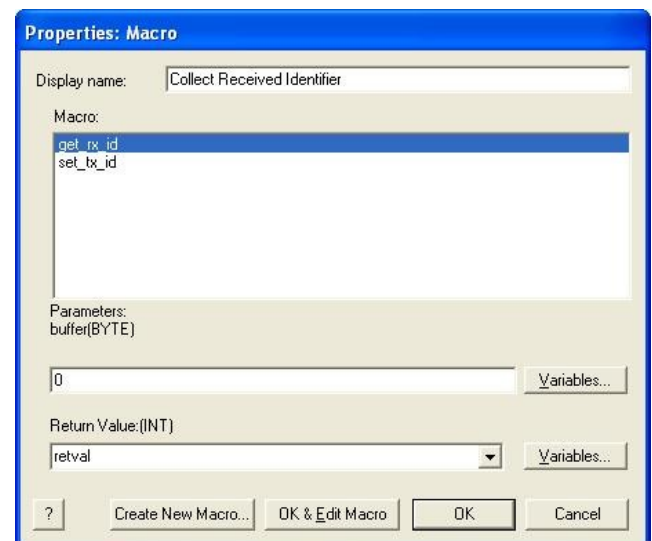 Properties: Macro
Display name: Collect Received Identifier
Macro:
get_rx_id
set_tx_id
Parameters:
buffer(BYTE)
0 Variables...
Return Value:(INT)
retval Variables...
? Create New Macro... OK & Edit Macro OK Cancel